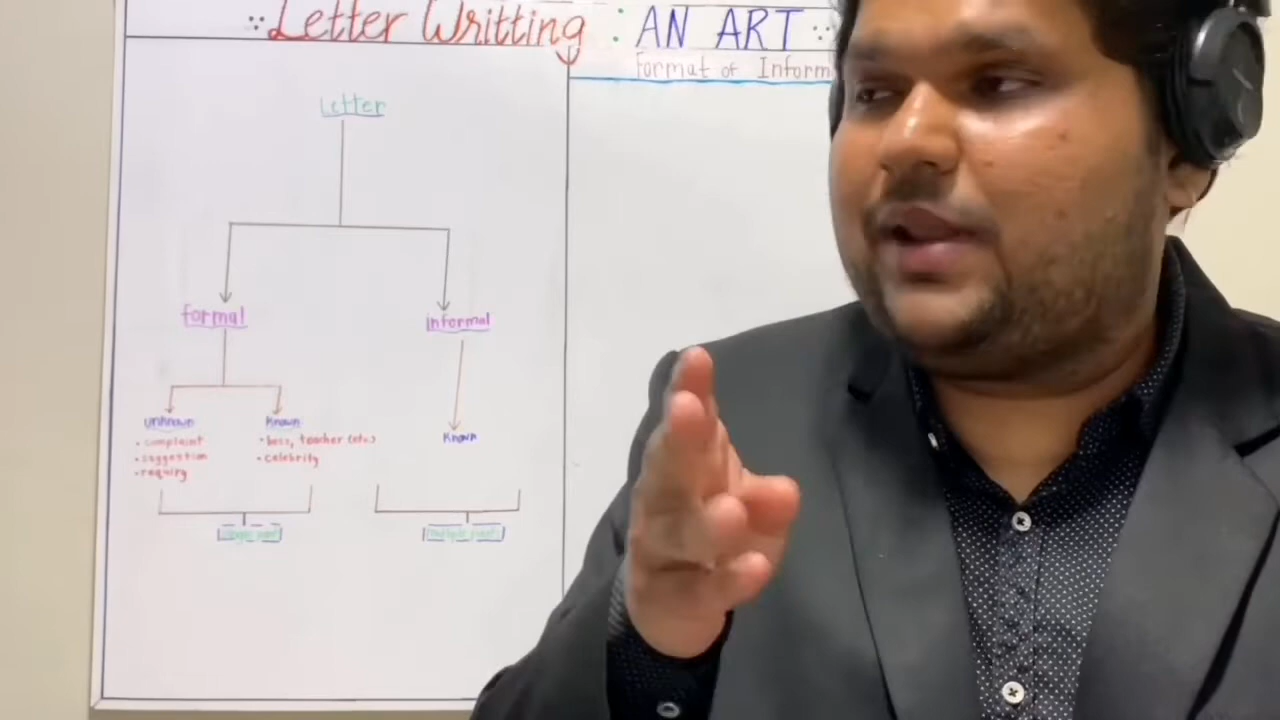 ∵ Letter Writting : AN ART ∵
Format of Inform
Letter
formal
informal
unknown
• complaint
• suggestion
• requiry
known
• boss, teacher (etc.)
• celebrity
known